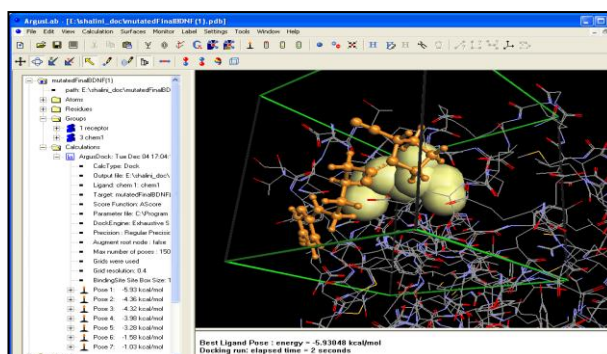 ArgusLab - [E:\shalini_doc\mutatedFinalBDNF[1].pdb]
File Edit View Calculation Surfaces Monitor Label Settings Tools Window Help
mutatedFinalBDNF[1]
path: E:\shalini_doc\mutatedFinalBD
Atoms
Residues
Groups
1 receptor
3 chem1
Calculations
ArgusDock: Tue Dec 04 17:04:
CalcType: Dock
Output file: E:\shalini_doc\mu
Ligand: chem 1: chem1
Target: mutatedFinalBDNF[
Score Function: AScore
Parameter file: C:\Program
DockEngine: Exhaustive S
Precision : Regular Precisio
Augment root node : false
Max number of poses : 150
Grids were used
Grid resolution: 0.4
BindingSite Site Box Size: 1
Pose 1: -5.93 kcal/mol
Pose 2: -4.36 kcal/mol
Pose 3: -4.32 kcal/mol
Pose 4: -3.98 kcal/mol
Pose 5: -3.28 kcal/mol
Pose 6: -1.58 kcal/mol
Pose 7: -1.03 kcal/mol
Best Ligand Pose : energy = -5.93048 kcal/mol
Docking run: elapsed time = 2 seconds